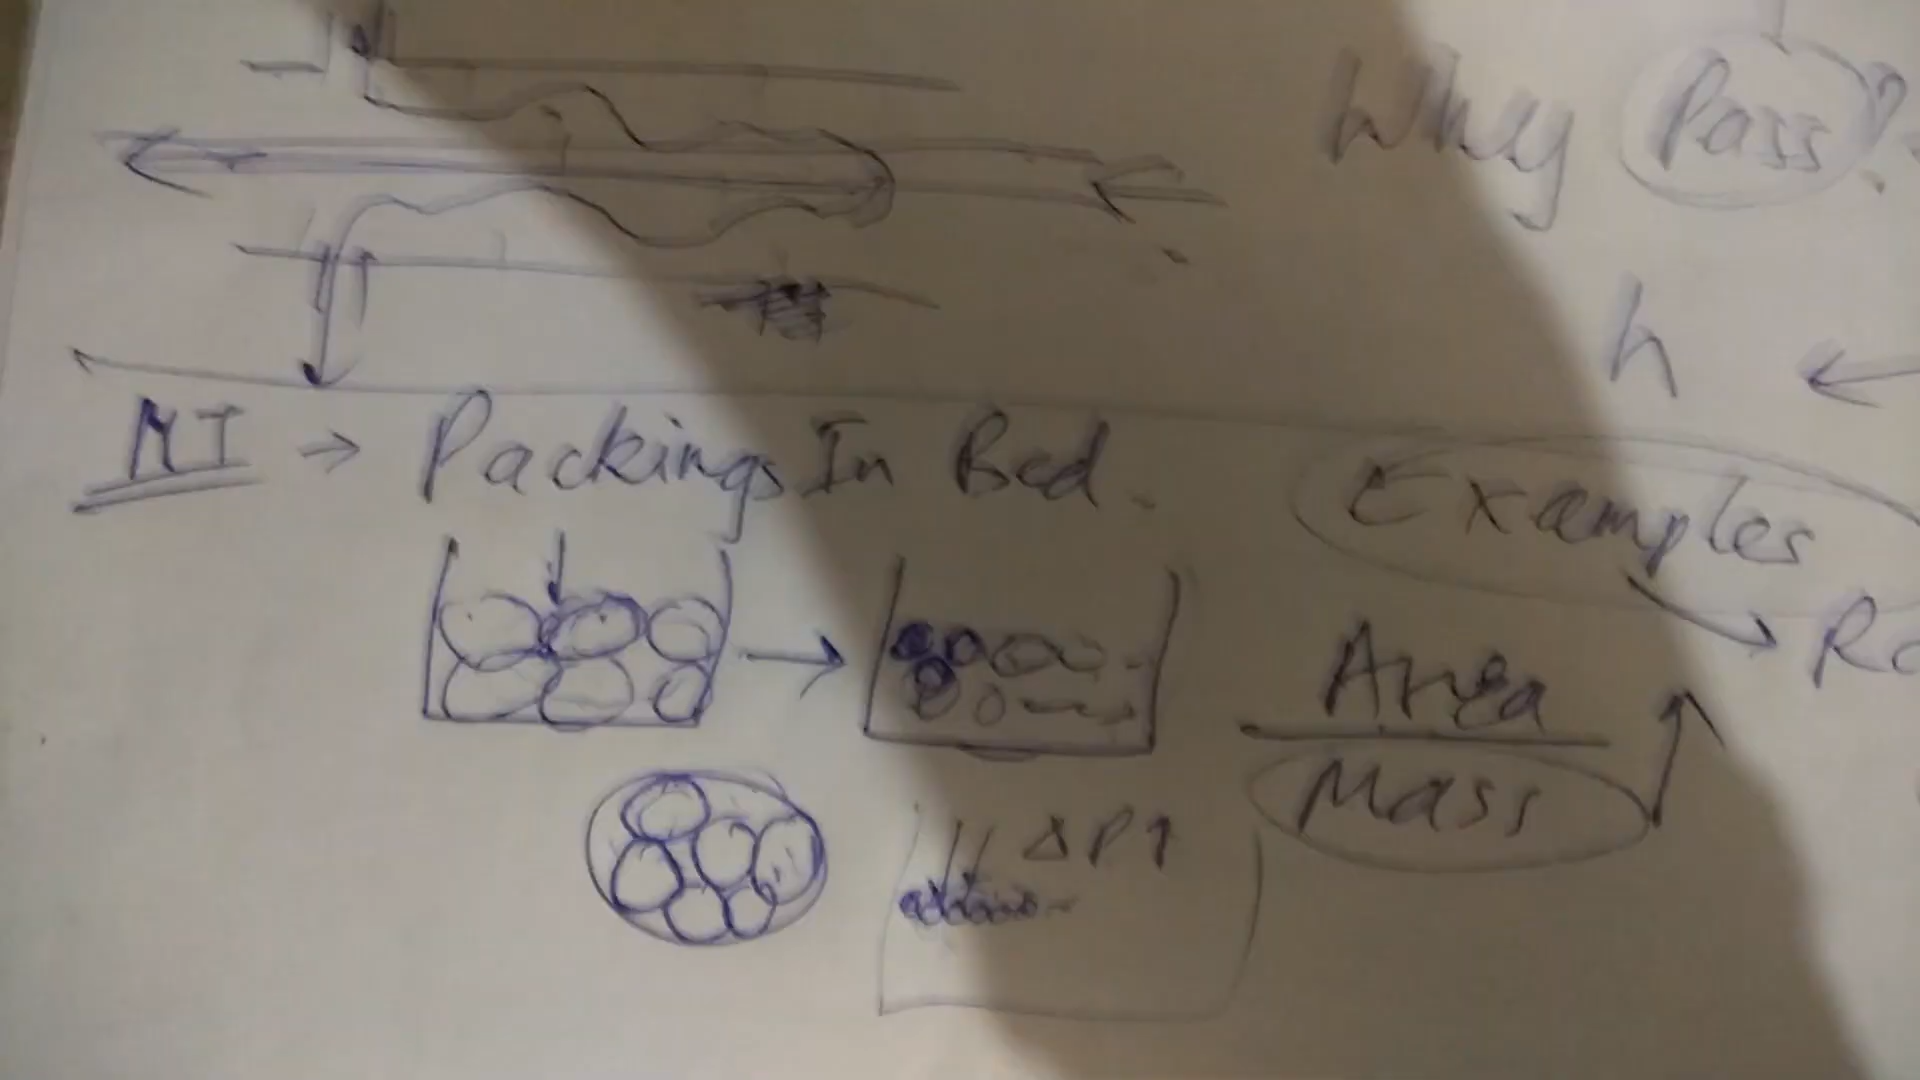 Why Pass?
h
MT → Packings In Bed.
Examples
Area
Mass
ΔP↑